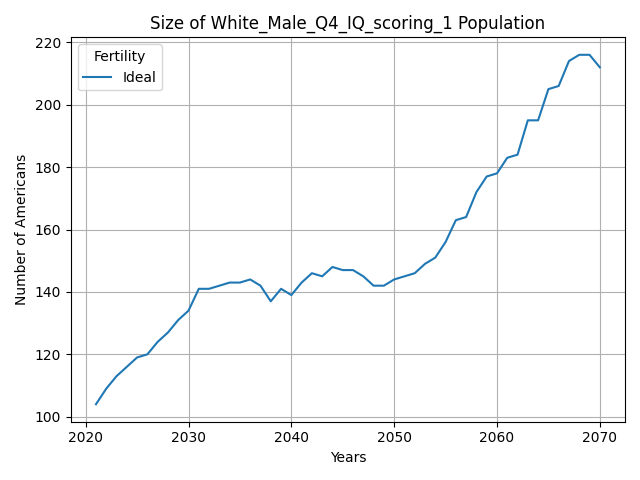 Size of White_Male_Q4_IQ_scoring_1 Population
Fertility
Ideal
Number of Americans
220
200
180
160
140
120
100
2020
2030
2040
2050
2060
2070
Years